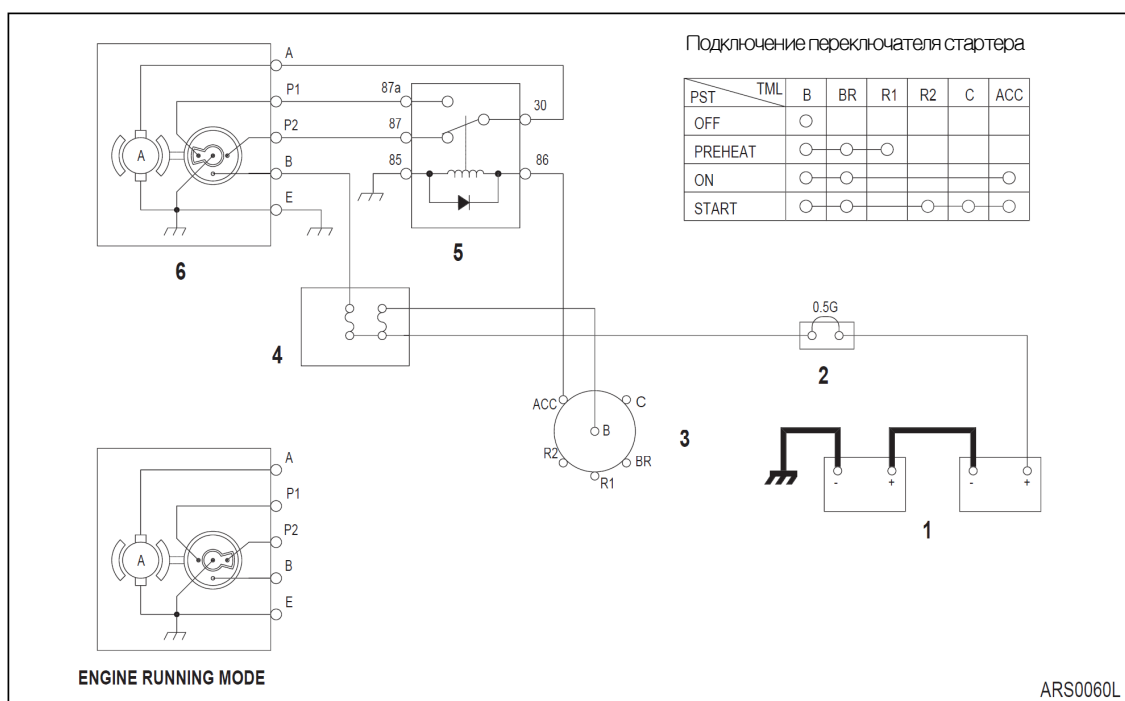 Подключение переключателя стартера
PST TML B BR R1 R2 C ACC
OFF
PREHEAT
ON
START
A
P1
P2
B
E
A
6
87a
87
85
30
86
5
4
0.5G
2
ACC
C
B
R2
BR
R1
3
- + - +
1
A
P1
P2
B
E
A
ENGINE RUNNING MODE
ARS0060L